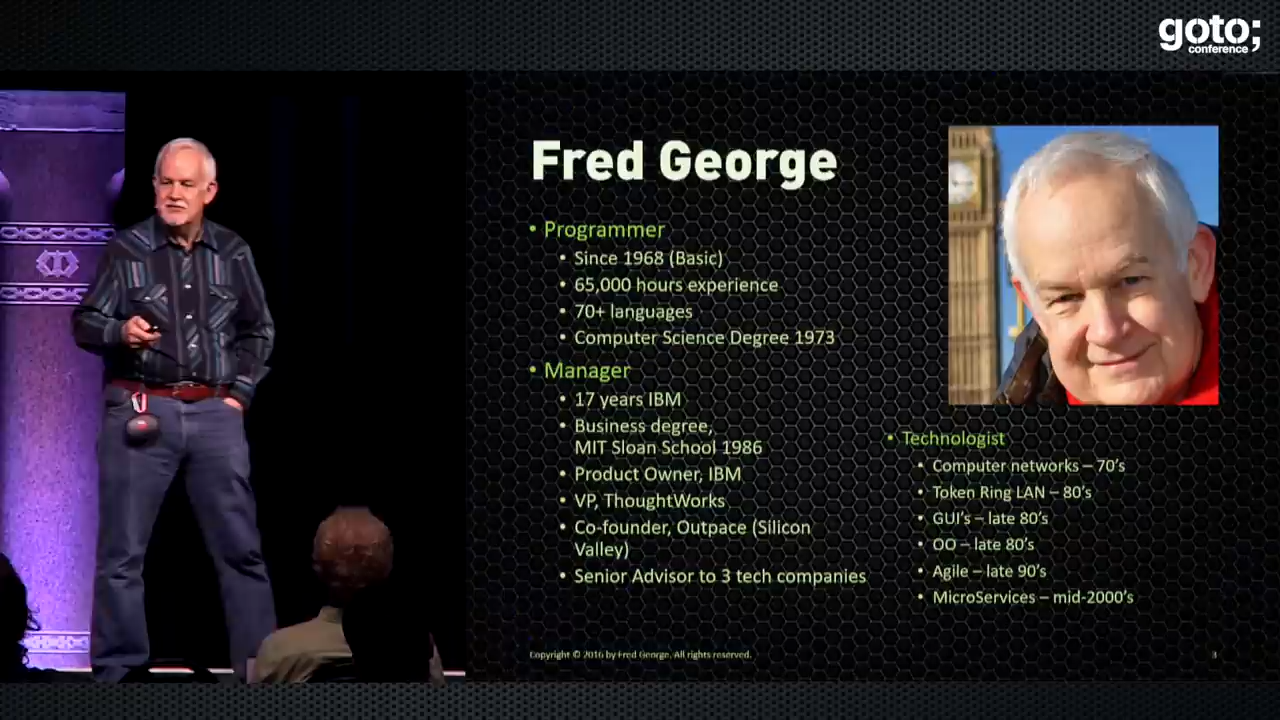 goto;
conference
Fred George
• Programmer
• Since 1968 (Basic)
• 65,000 hours experience
• 70+ languages
• Computer Science Degree 1973
• Manager
• 17 years IBM
• Business degree,
MIT Sloan School 1986
• Product Owner, IBM
• VP, ThoughtWorks
• Co-founder, Outpace (Silicon
Valley)
• Senior Advisor to 3 tech companies
• Technologist
• Computer networks – 70's
• Token Ring LAN – 80's
• GUI's – late 80's
• OO – late 80's
• Agile – late 90's
• MicroServices – mid-2000's
Copyright © 2016 by Fred George. All rights reserved.
3